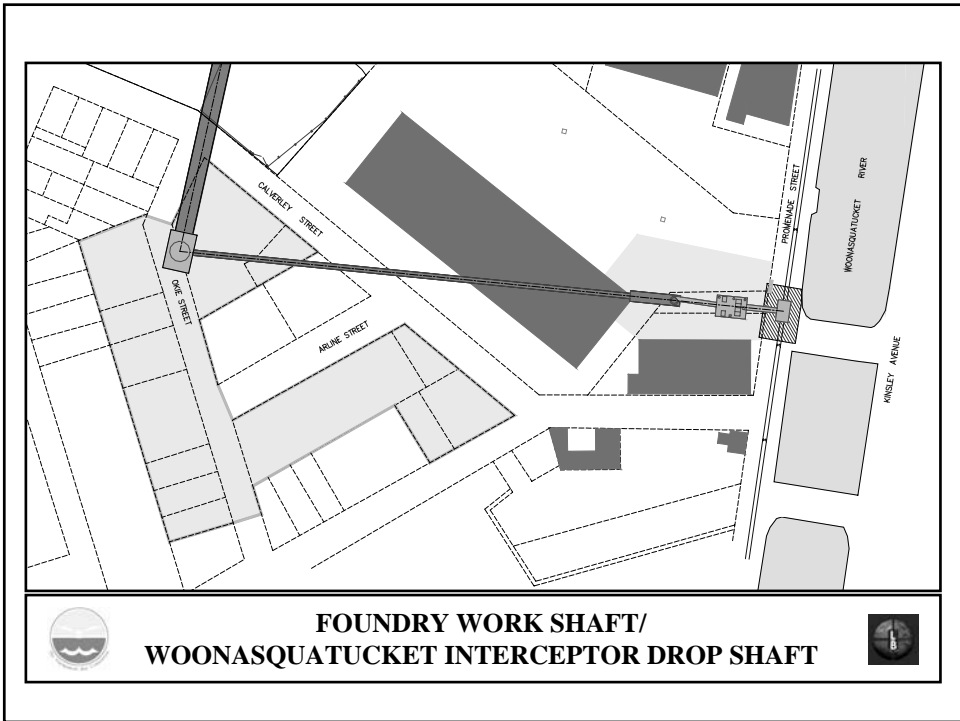 CALVERLEY STREET
PROMENADE STREET
WOONASQUATUCKET RIVER
OKIE STREET
ARLINE STREET
KINSLEY AVENUE
FOUNDRY WORK SHAFT/
WOONASQUATUCKET INTERCEPTOR DROP SHAFT
L
B